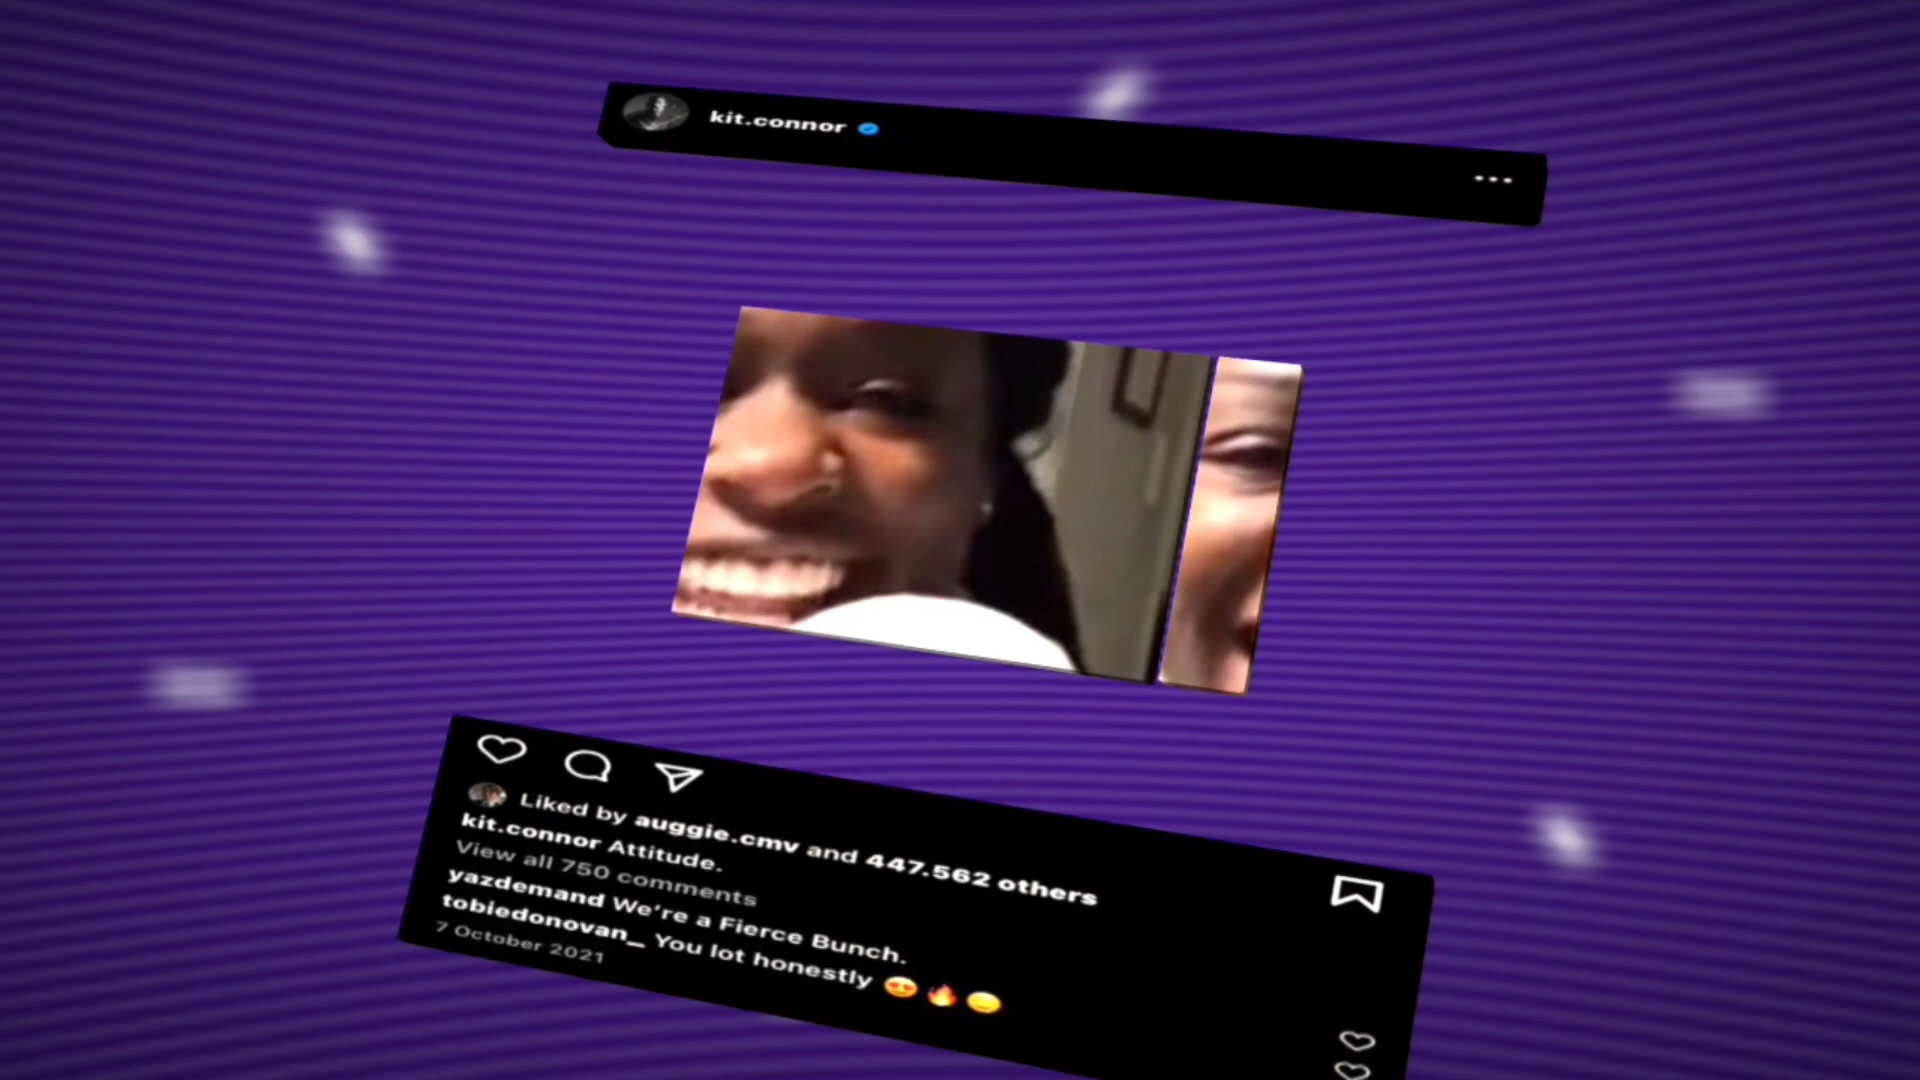 kit.connor
Liked by auggie.cmv and 447.562 others
kit.connor Attitude.
View all 750 comments
yazdemand We're a Fierce Bunch.
tobiedonovan_ You lot honestly 😍 🔥 😑
7 October 2021